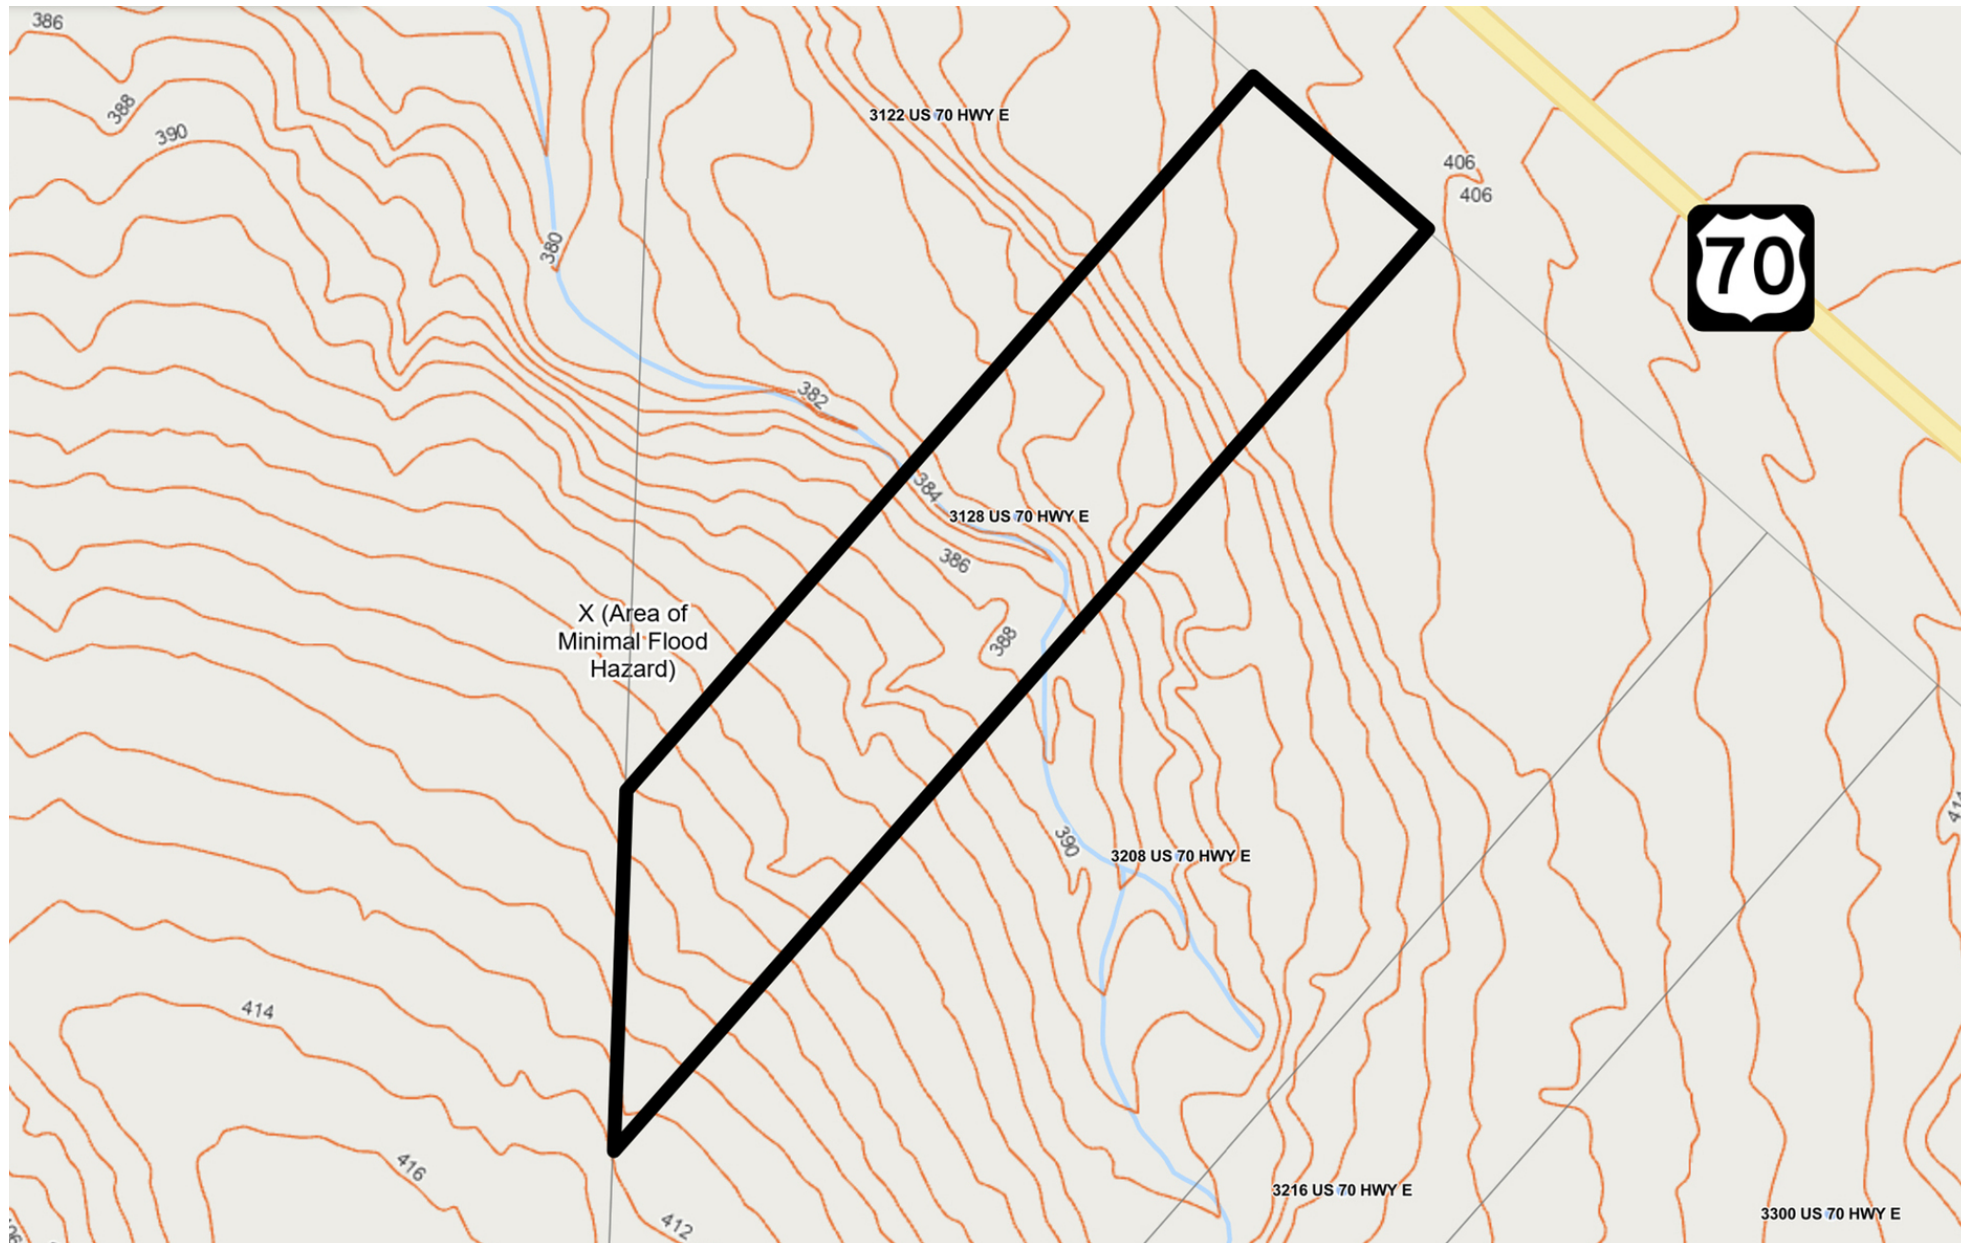 386
388
390
3122 US 70 HWY E
406
406
380
70
382
384
3128 US 70 HWY E
386
388
X (Area of
Minimal Flood
Hazard)
390
3208 US 70 HWY E
414
414
416
412
3216 US 70 HWY E
3300 US 70 HWY E